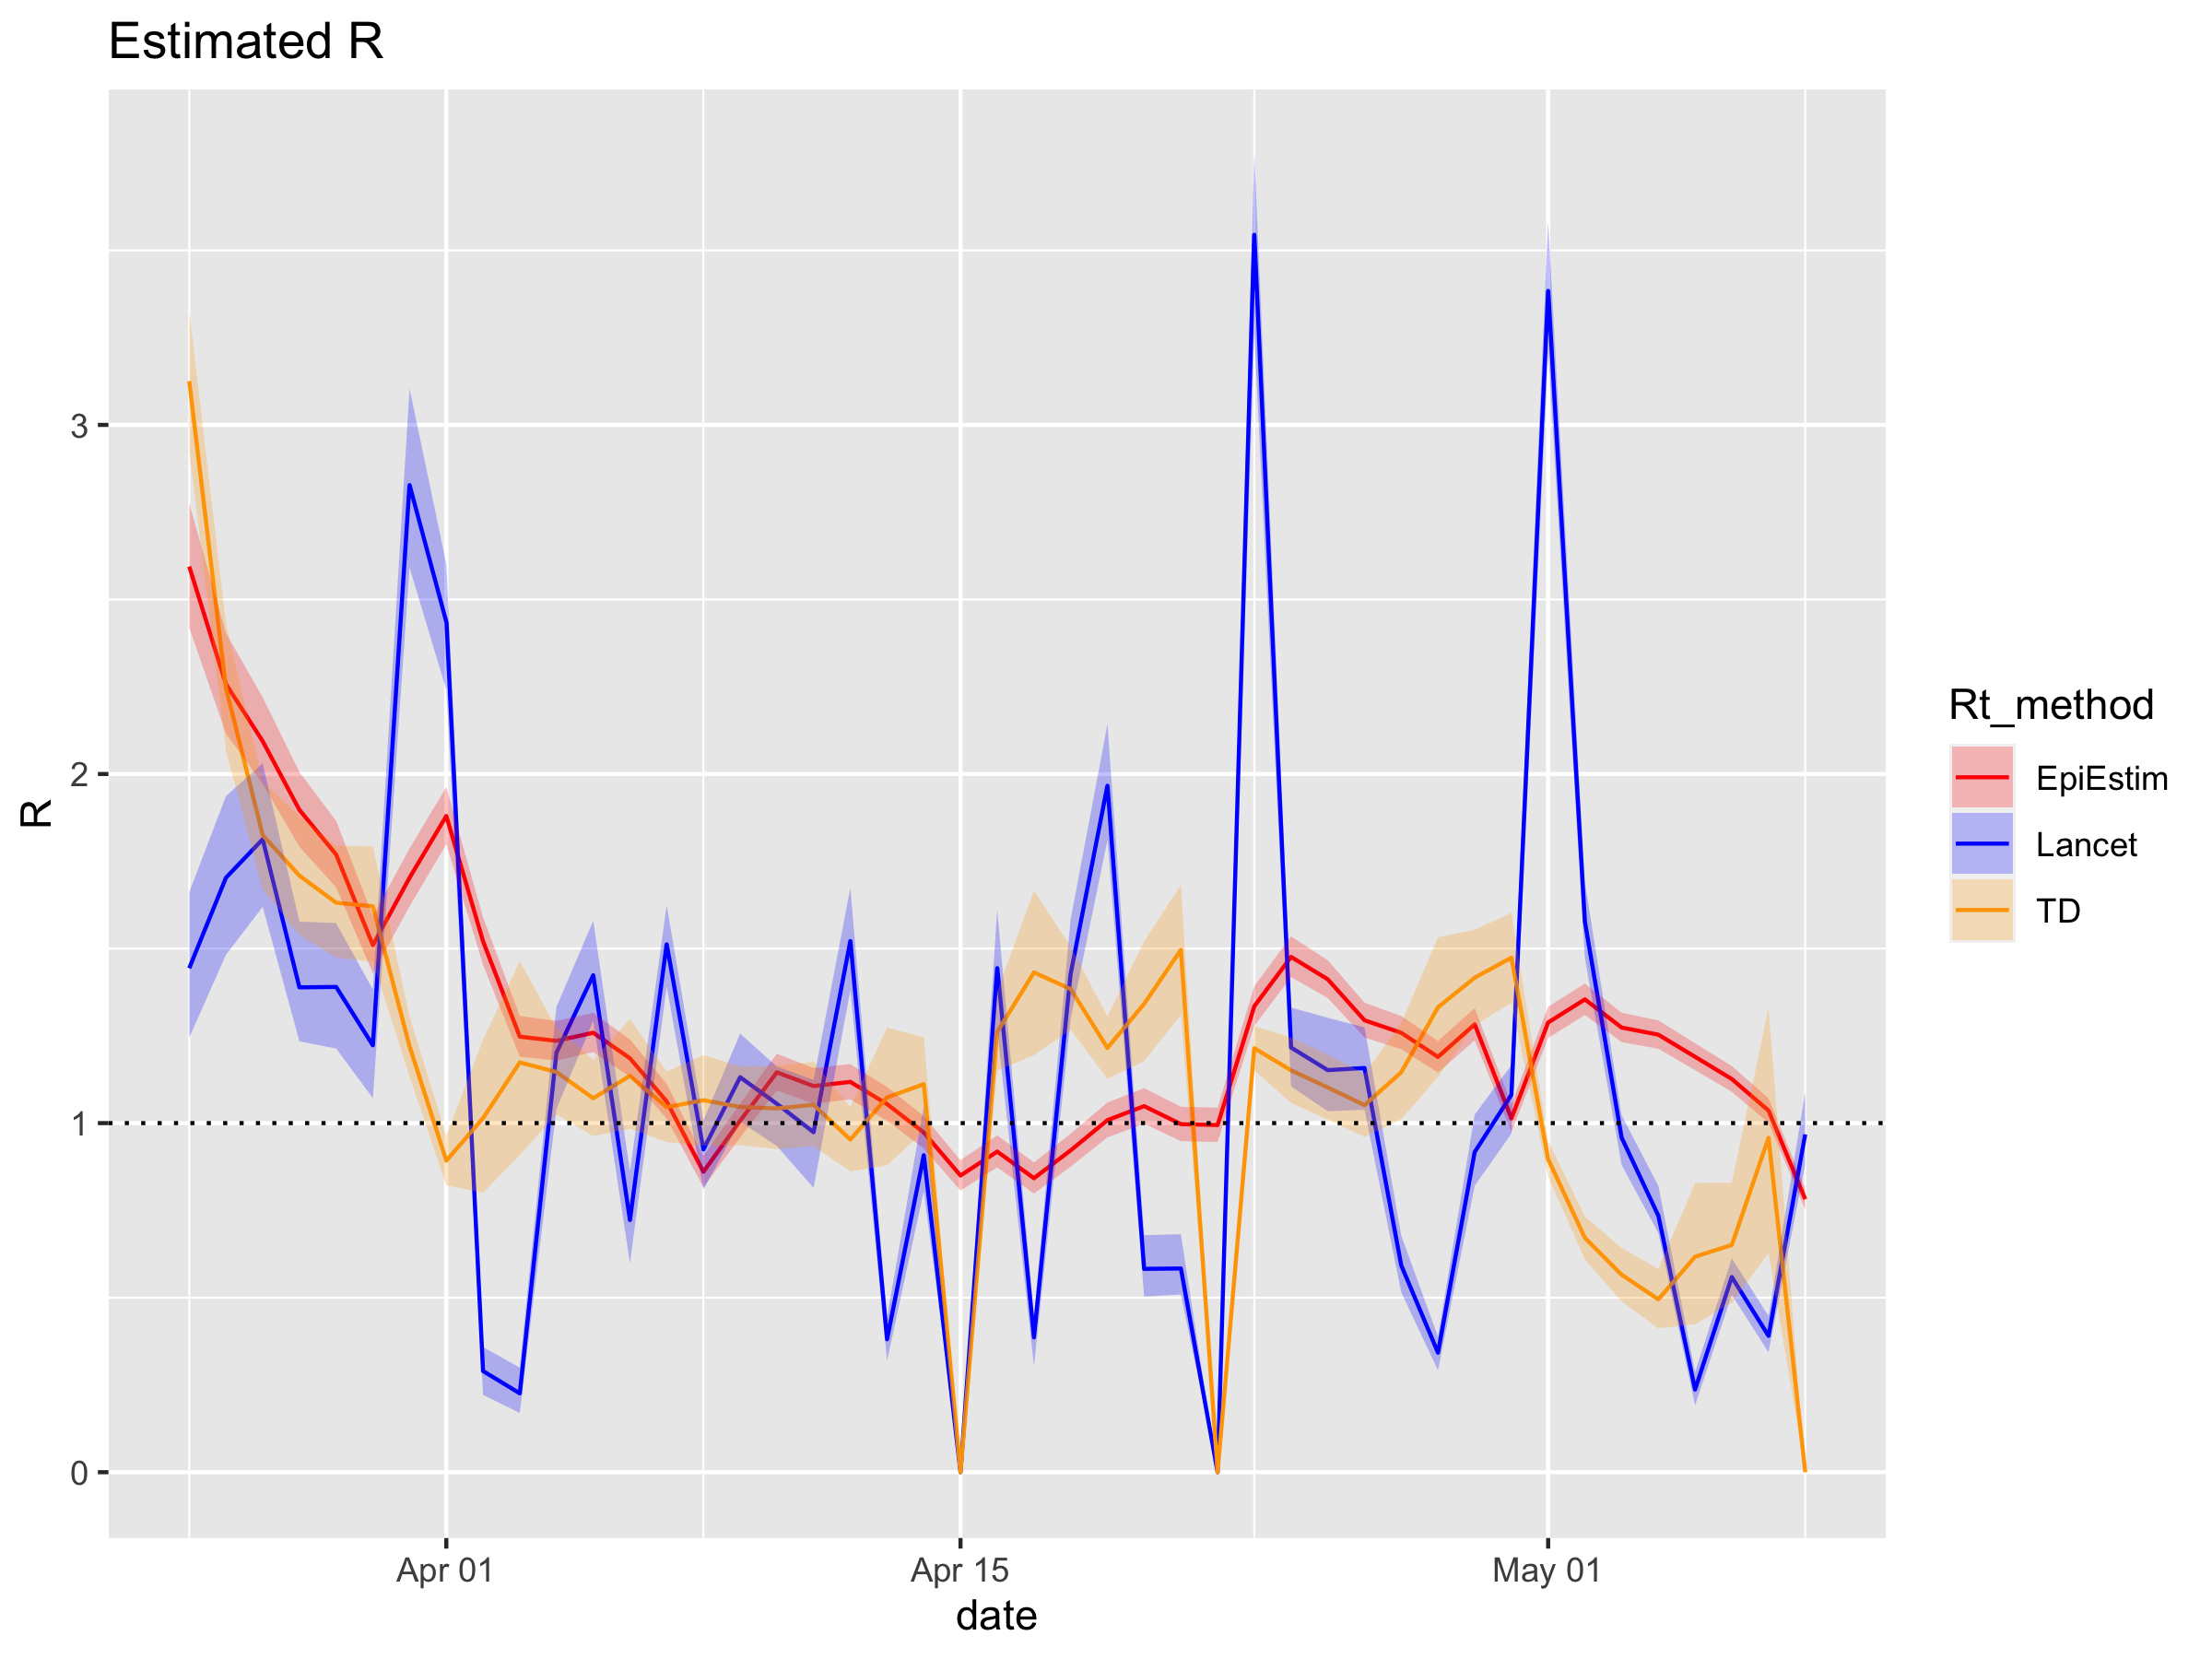 Estimated R
R
3
2
1
0
Apr 01
Apr 15
May 01
date
Rt_method
EpiEstim
Lancet
TD